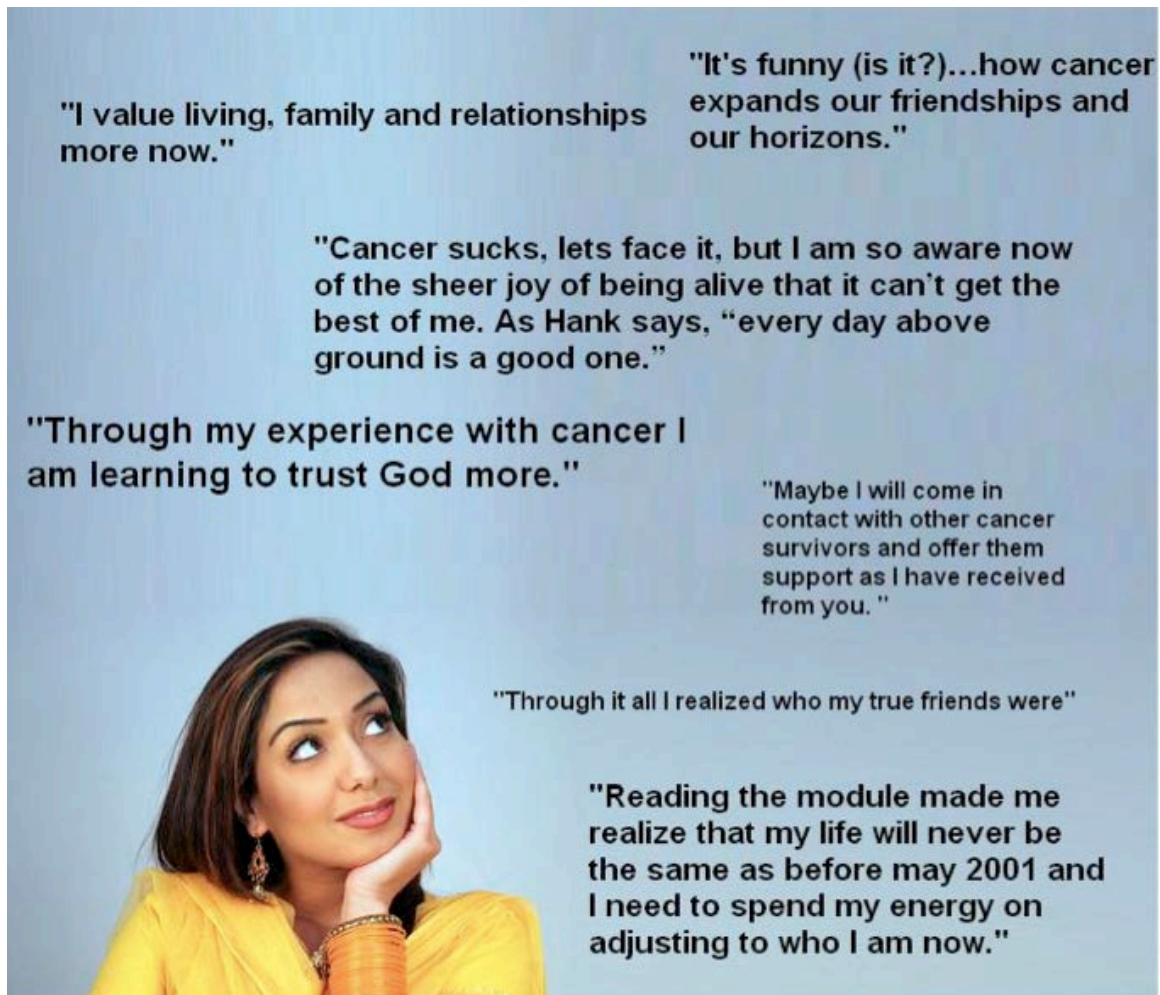 "It's funny (is it?)...how cancer
expands our friendships and
our horizons."
"I value living, family and relationships
more now."
"Cancer sucks, lets face it, but I am so aware now
of the sheer joy of being alive that it can't get the
best of me. As Hank says, “every day above
ground is a good one.”
"Through my experience with cancer I
am learning to trust God more."
"Maybe I will come in
contact with other cancer
survivors and offer them
support as I have received
from you. "
"Through it all I realized who my true friends were"
"Reading the module made me
realize that my life will never be
the same as before may 2001 and
I need to spend my energy on
adjusting to who I am now."